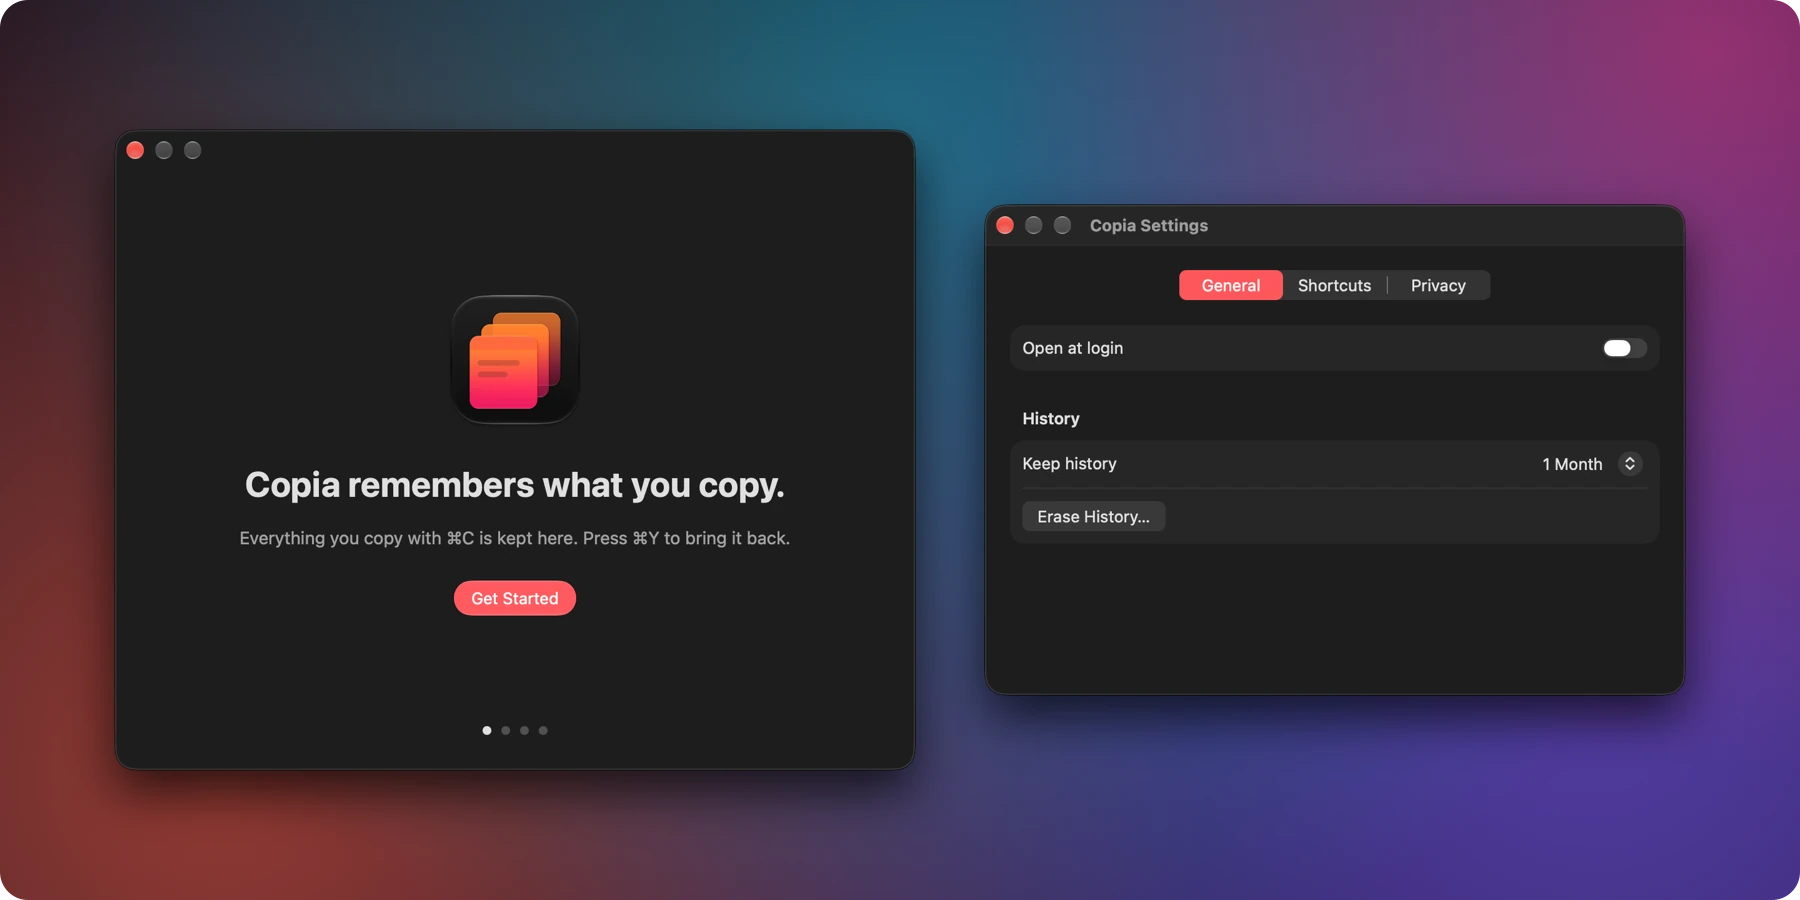 Copia remembers what you copy.
Everything you copy with ⌘C is kept here. Press ⌘Y to bring it back.
Get Started
Copia Settings
General Shortcuts Privacy
Open at login
History
Keep history 1 Month
Erase History...